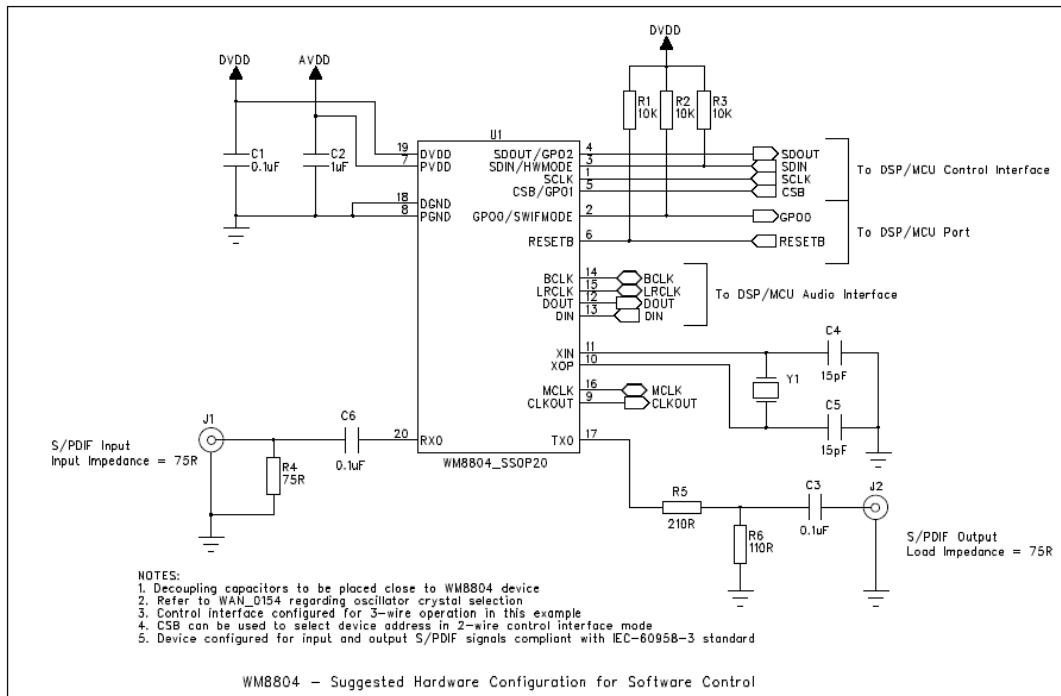 DVDD
AVDD
DVDD
R1 10K
R2 10K
R3 10K
C1 0.1uF
C2 1uF
U1
19 DVDD
7 PVDD
18 DGND
8 PGND
SDOUT/GPO2 4 SDOUT
SDIN/HWMODE 3 SDIN
SCLK 1 SCLK
CSB/GPO1 5 CSB
To DSP/MCU Control Interface
GPO0/SWIFMODE 2 GPO0
RESETB 6 RESETB
To DSP/MCU Port
BCLK 14 BCLK
LRCLK 15 LRCLK
DOUT 12 DOUT
DIN 13 DIN
To DSP/MCU Audio Interface
XIN 11
XOP 10
C4
15pF
Y1
C5
15pF
MCLK 16 MCLK
CLKOUT 9 CLKOUT
J1
S/PDIF Input
Input Impedance = 75R
R4
75R
C6
0.1uF
20 RX0
TX0 17
WM8804_SSOP20
R5
210R
R6
110R
C3
0.1uF
J2
S/PDIF Output
Load Impedance = 75R
NOTES:
1. Decoupling capacitors to be placed close to WM8804 device
2. Refer to WAN_0154 regarding oscillator crystal selection
3. Control interface configured for 3-wire operation in this example
4. CSB can be used to select device address in 2-wire control interface mode
5. Device configured for input and output S/PDIF signals compliant with IEC-60958-3 standard
WM8804 - Suggested Hardware Configuration for Software Control